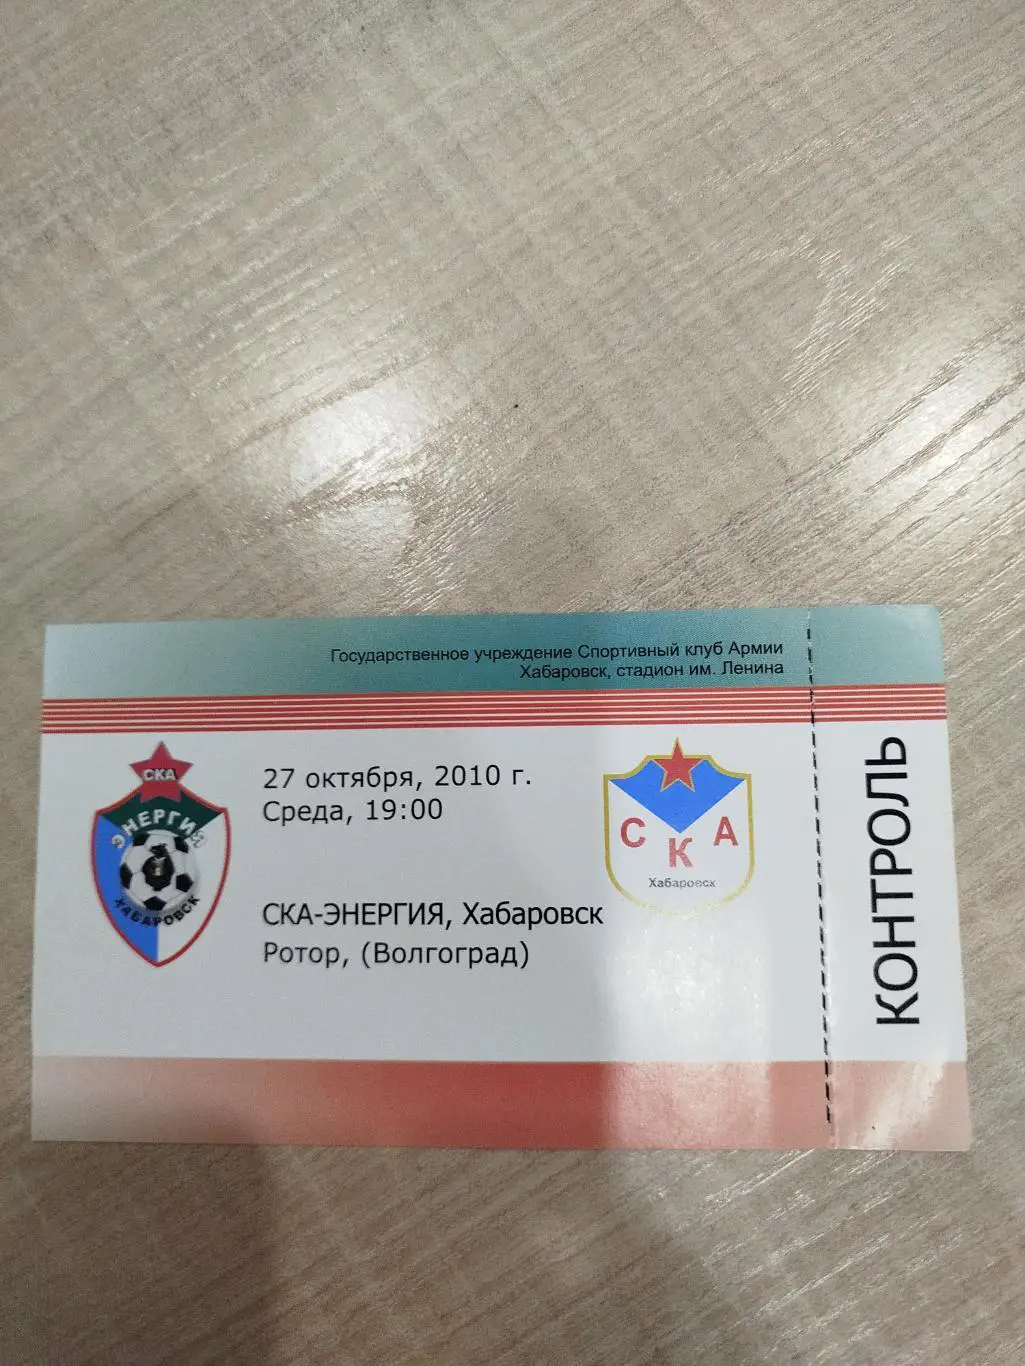 Государственное учреждение Спортивный клуб Армии
Хабаровск, стадион им. Ленина
СКА
ЭНЕРГИЯ
ХАБАРОВСК
27 октября, 2010 г.
Среда, 19:00
СКА-ЭНЕРГИЯ, Хабаровск
Ротор, (Волгоград)
СКА
Хабаровск
КОНТРОЛЬ